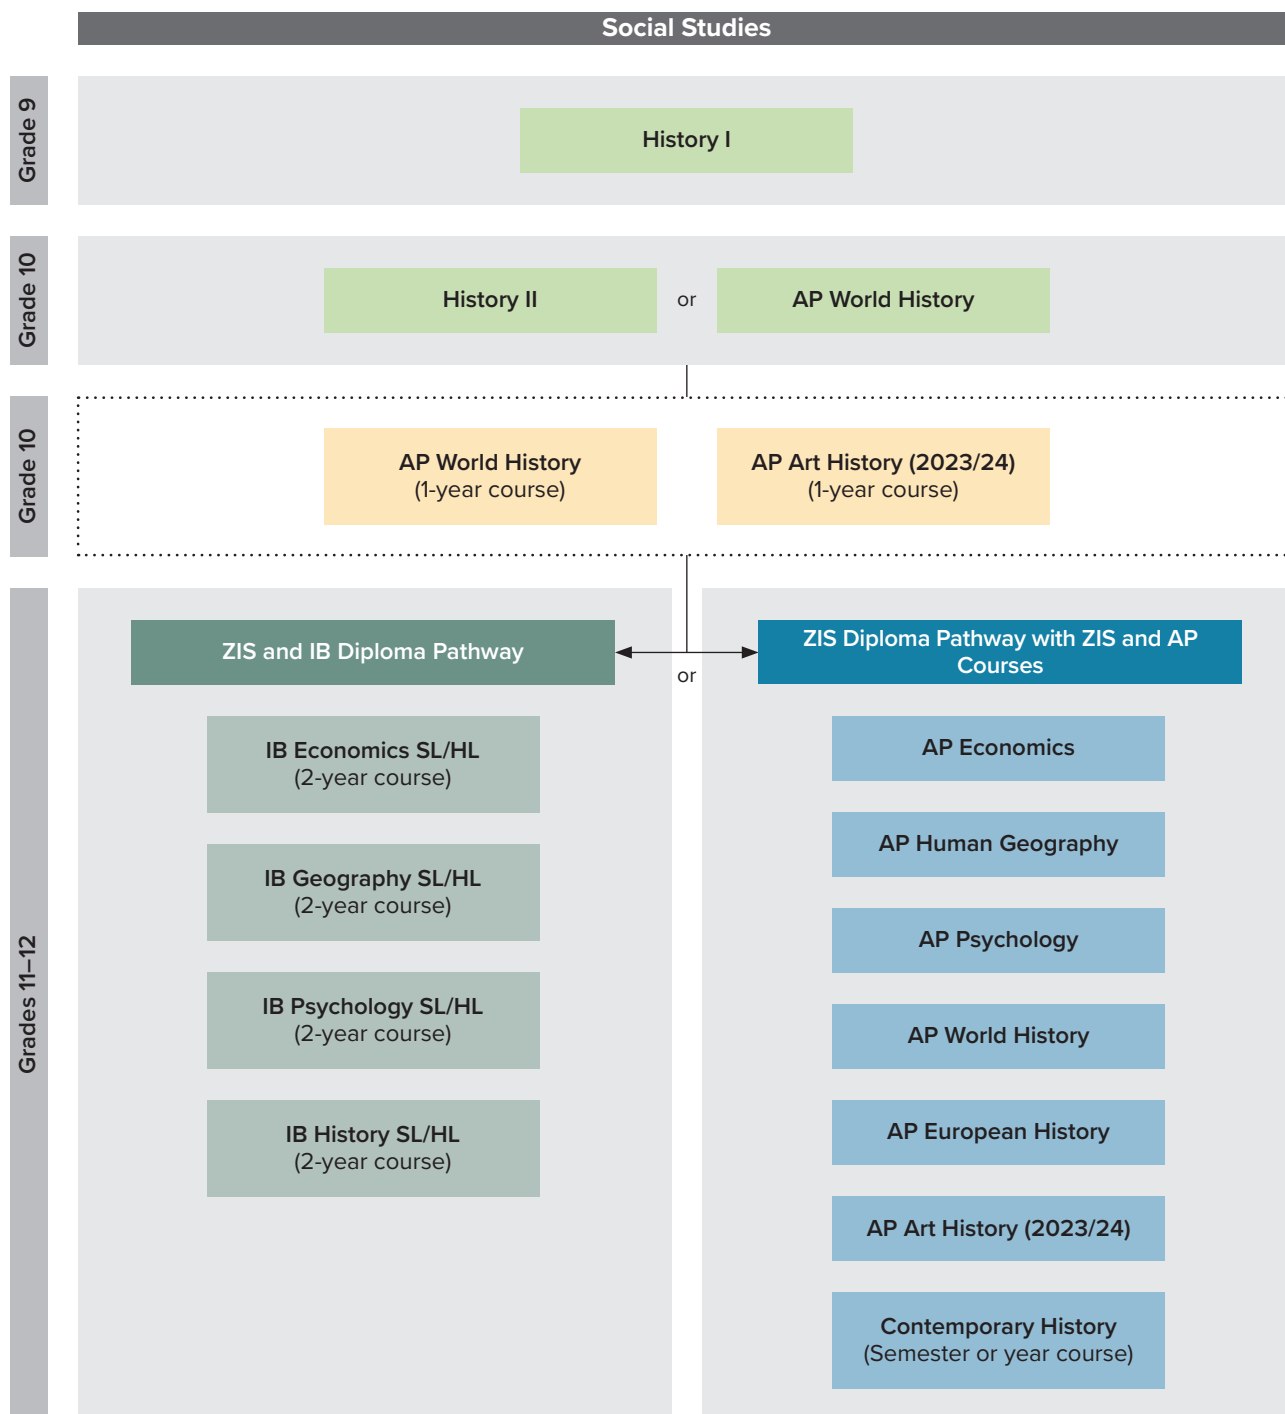 Social Studies
Grade 9
History I
Grade 10
History II
or
AP World History
Grade 10
AP World History
(1-year course)
AP Art History (2023/24)
(1-year course)
Grades 11–12
ZIS and IB Diploma Pathway
or
ZIS Diploma Pathway with ZIS and AP
Courses
IB Economics SL/HL
(2-year course)
IB Geography SL/HL
(2-year course)
IB Psychology SL/HL
(2-year course)
IB History SL/HL
(2-year course)
AP Economics
AP Human Geography
AP Psychology
AP World History
AP European History
AP Art History (2023/24)
Contemporary History
(Semester or year course)